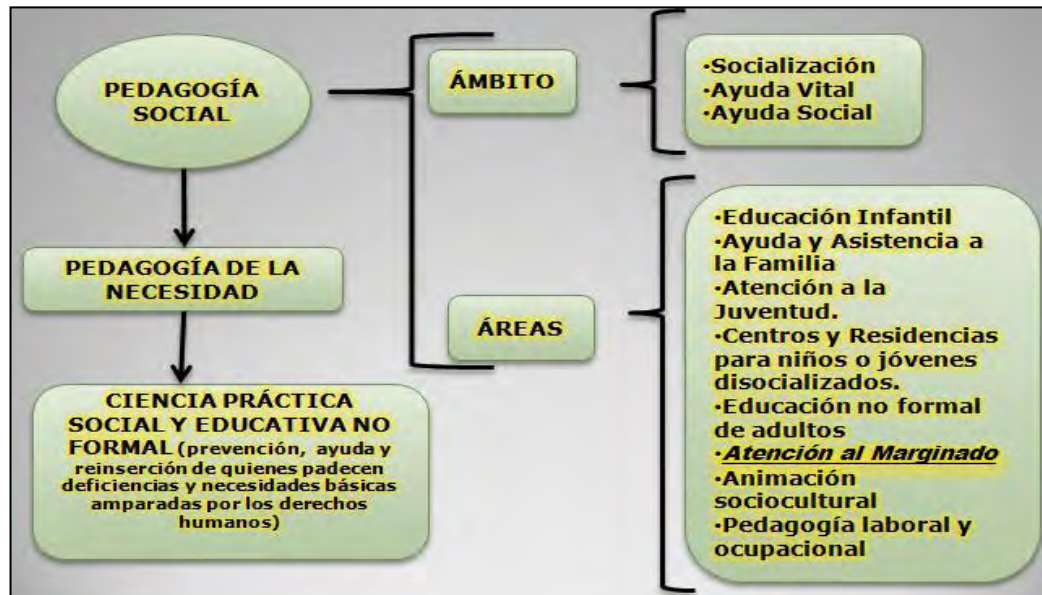 PEDAGOGÍA
SOCIAL
PEDAGOGÍA DE LA
NECESIDAD
CIENCIA PRÁCTICA
SOCIAL Y EDUCATIVA NO
FORMAL (prevención, ayuda y
reinserción de quienes padecen
deficiencias y necesidades básicas
amparadas por los derechos
humanos)
ÁMBITO
•Socialización
•Ayuda Vital
•Ayuda Social
ÁREAS
•Educación Infantil
•Ayuda y Asistencia a
la Familia
•Atención a la
Juventud.
•Centros y Residencias
para niños o jóvenes
disocializados.
•Educación no formal
de adultos
•Atención al Marginado
•Animación
sociocultural
•Pedagogía laboral y
ocupacional